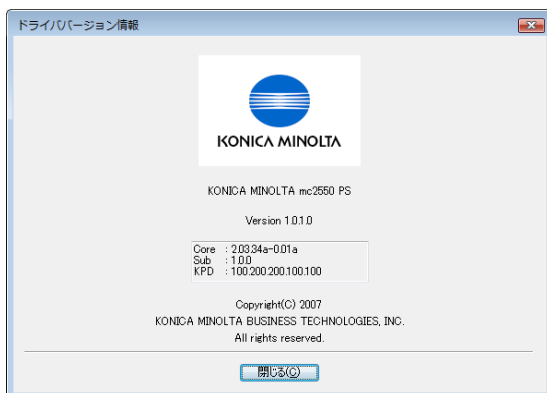 ドライババージョン情報
KONICA MINOLTA
KONICA MINOLTA mc2550 PS
Version 1.0.1.0
Core : 2.03.34a-0.01a
Sub : 1.0.0
KPD : 100.200.200.100.100
Copyright(C) 2007
KONICA MINOLTA BUSINESS TECHNOLOGIES, INC.
All rights reserved.
閉じる(C)